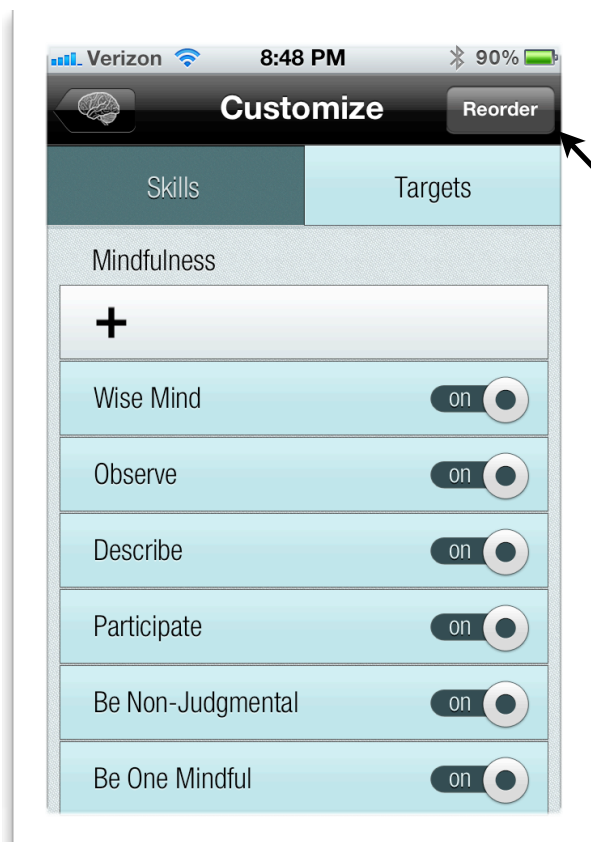 Verizon 8:48 PM 90%
Customize Reorder
Skills Targets
Mindfulness
+
Wise Mind on
Observe on
Describe on
Participate on
Be Non-Judgmental on
Be One Mindful on